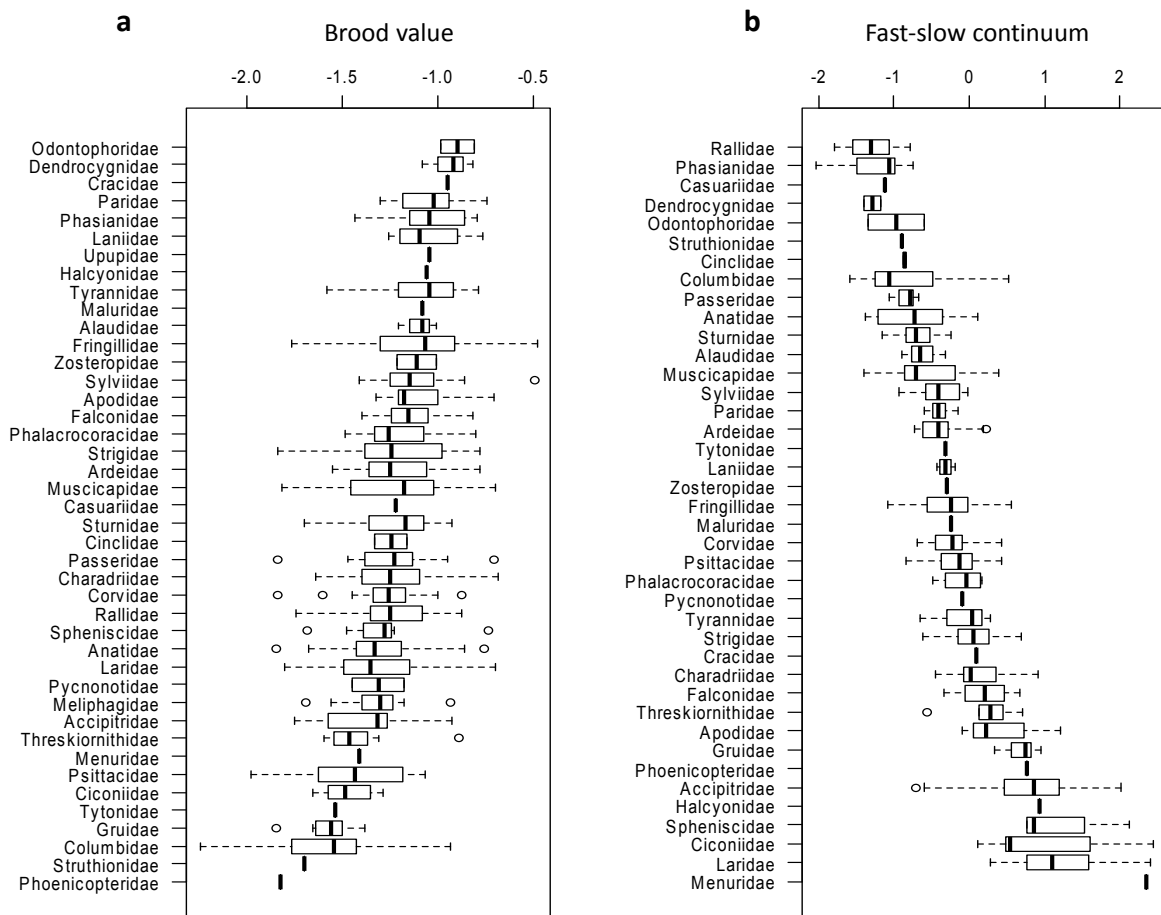 a
Brood value
-2.0 -1.5 -1.0 -0.5
Odontophoridae
Dendrocygnidae
Cracidae
Paridae
Phasianidae
Laniidae
Upupidae
Halcyonidae
Tyrannidae
Maluridae
Alaudidae
Fringillidae
Zosteropidae
Sylviidae
Apodidae
Falconidae
Phalacrocoracidae
Strigidae
Ardeidae
Muscicapidae
Casuariidae
Sturnidae
Cinclidae
Passeridae
Charadriidae
Corvidae
Rallidae
Spheniscidae
Anatidae
Laridae
Pycnonotidae
Meliphagidae
Accipitridae
Threskiornithidae
Menuridae
Psittacidae
Ciconiidae
Tytonidae
Gruidae
Columbidae
Struthionidae
Phoenicopteridae
b
Fast-slow continuum
-2 -1 0 1 2
Rallidae
Phasianidae
Casuariidae
Dendrocygnidae
Odontophoridae
Struthionidae
Cinclidae
Columbidae
Passeridae
Anatidae
Sturnidae
Alaudidae
Muscicapidae
Sylviidae
Paridae
Ardeidae
Tytonidae
Laniidae
Zosteropidae
Fringillidae
Maluridae
Corvidae
Psittacidae
Phalacrocoracidae
Pycnonotidae
Tyrannidae
Strigidae
Cracidae
Charadriidae
Falconidae
Threskiornithidae
Apodidae
Gruidae
Phoenicopteridae
Accipitridae
Halcyonidae
Spheniscidae
Ciconiidae
Laridae
Menuridae